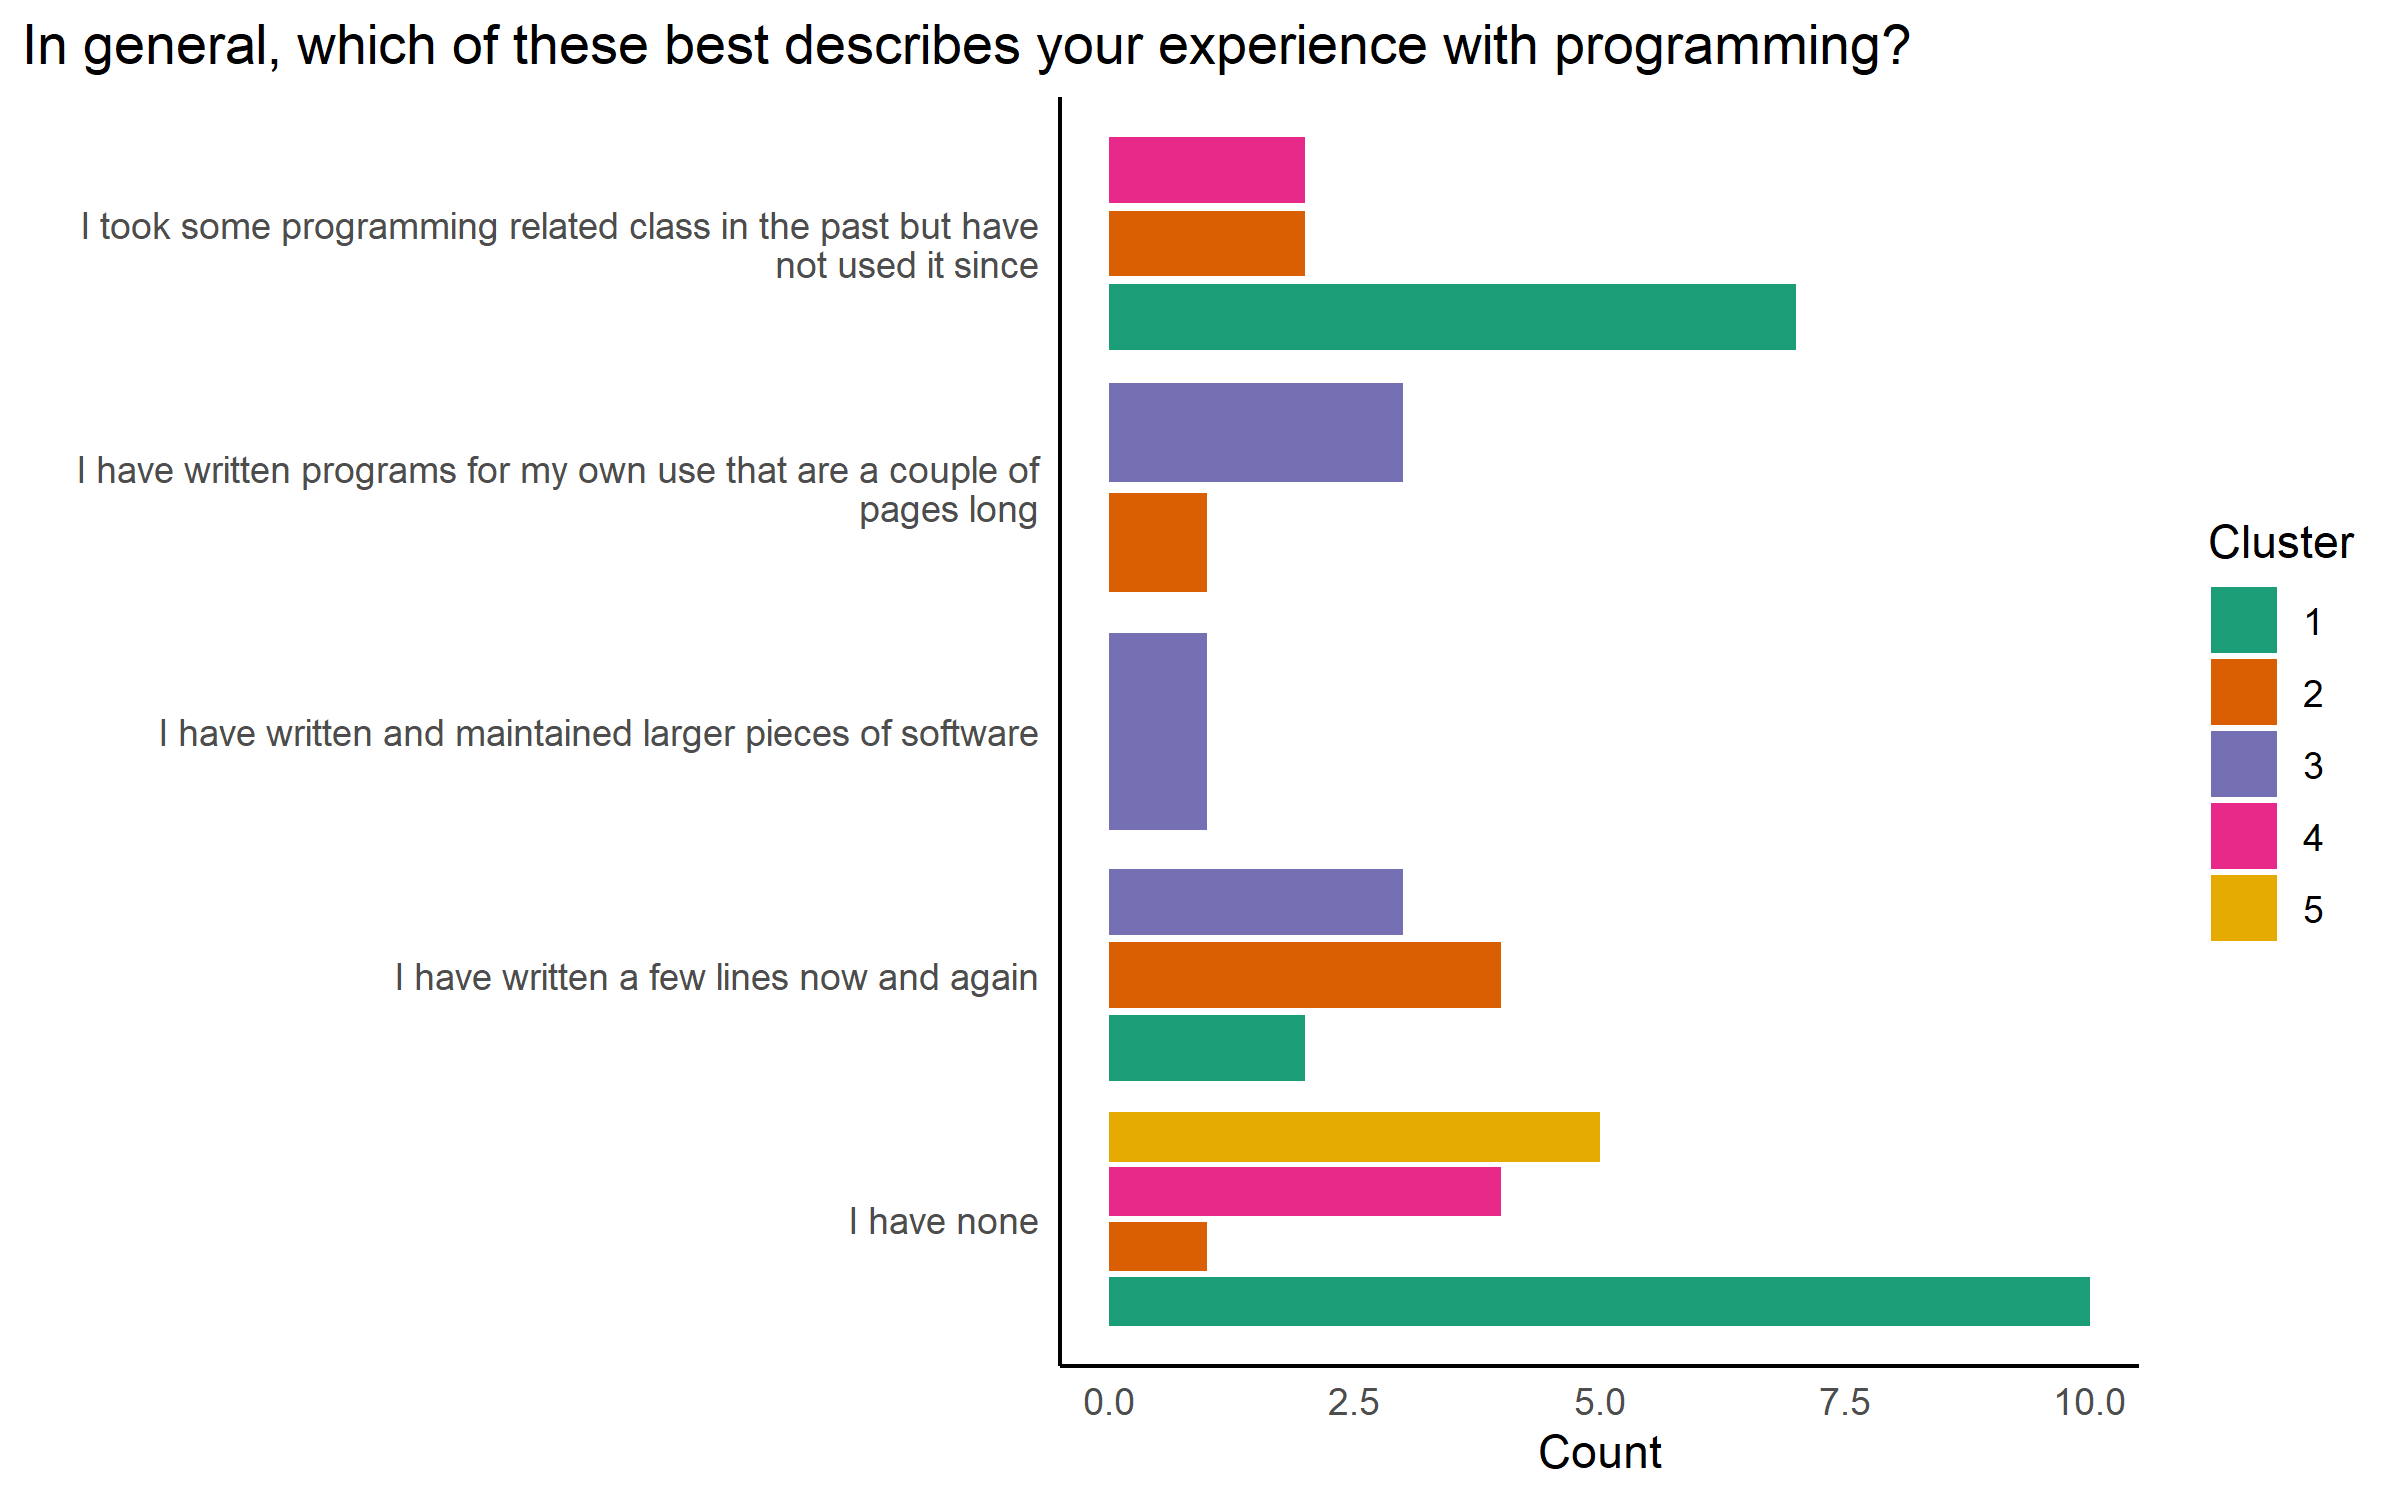 In general, which of these best describes your experience with programming?
I took some programming related class in the past but have
not used it since
I have written programs for my own use that are a couple of
pages long
I have written and maintained larger pieces of software
I have written a few lines now and again
I have none
0.0 2.5 5.0 7.5 10.0
Count
Cluster
1
2
3
4
5